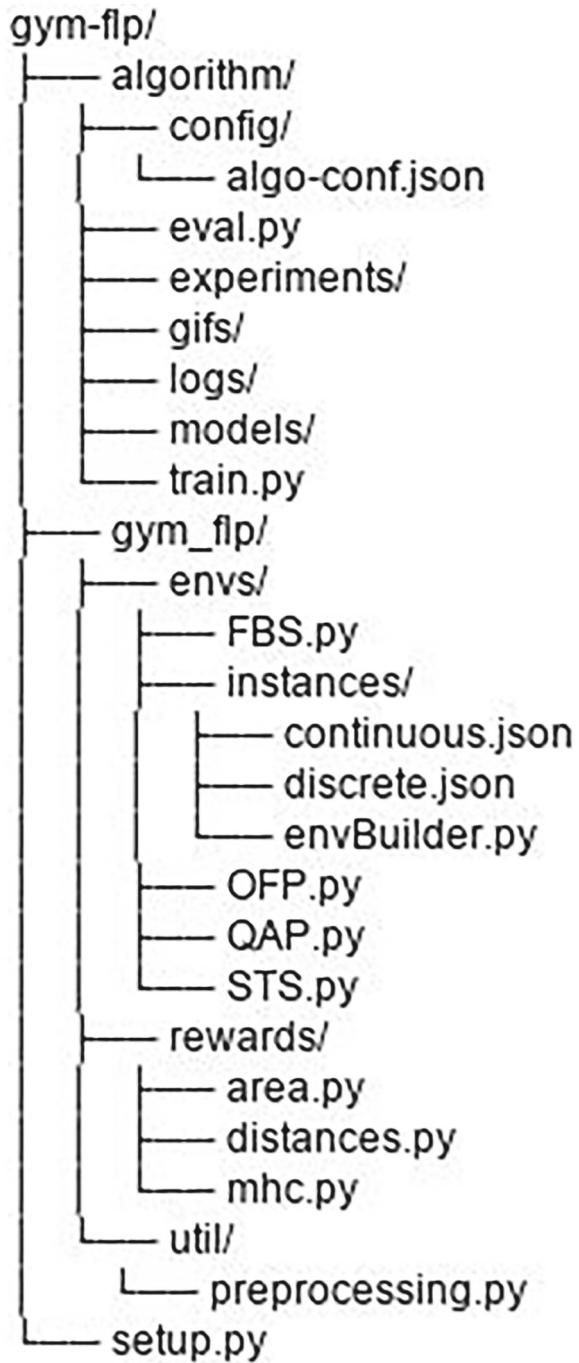 gym-flp/
algorithm/
config/
algo-conf.json
eval.py
experiments/
gifs/
logs/
models/
train.py
gym_flp/
envs/
FBS.py
instances/
continuous.json
discrete.json
envBuilder.py
OFP.py
QAP.py
STS.py
rewards/
area.py
distances.py
mhc.py
util/
preprocessing.py
setup.py